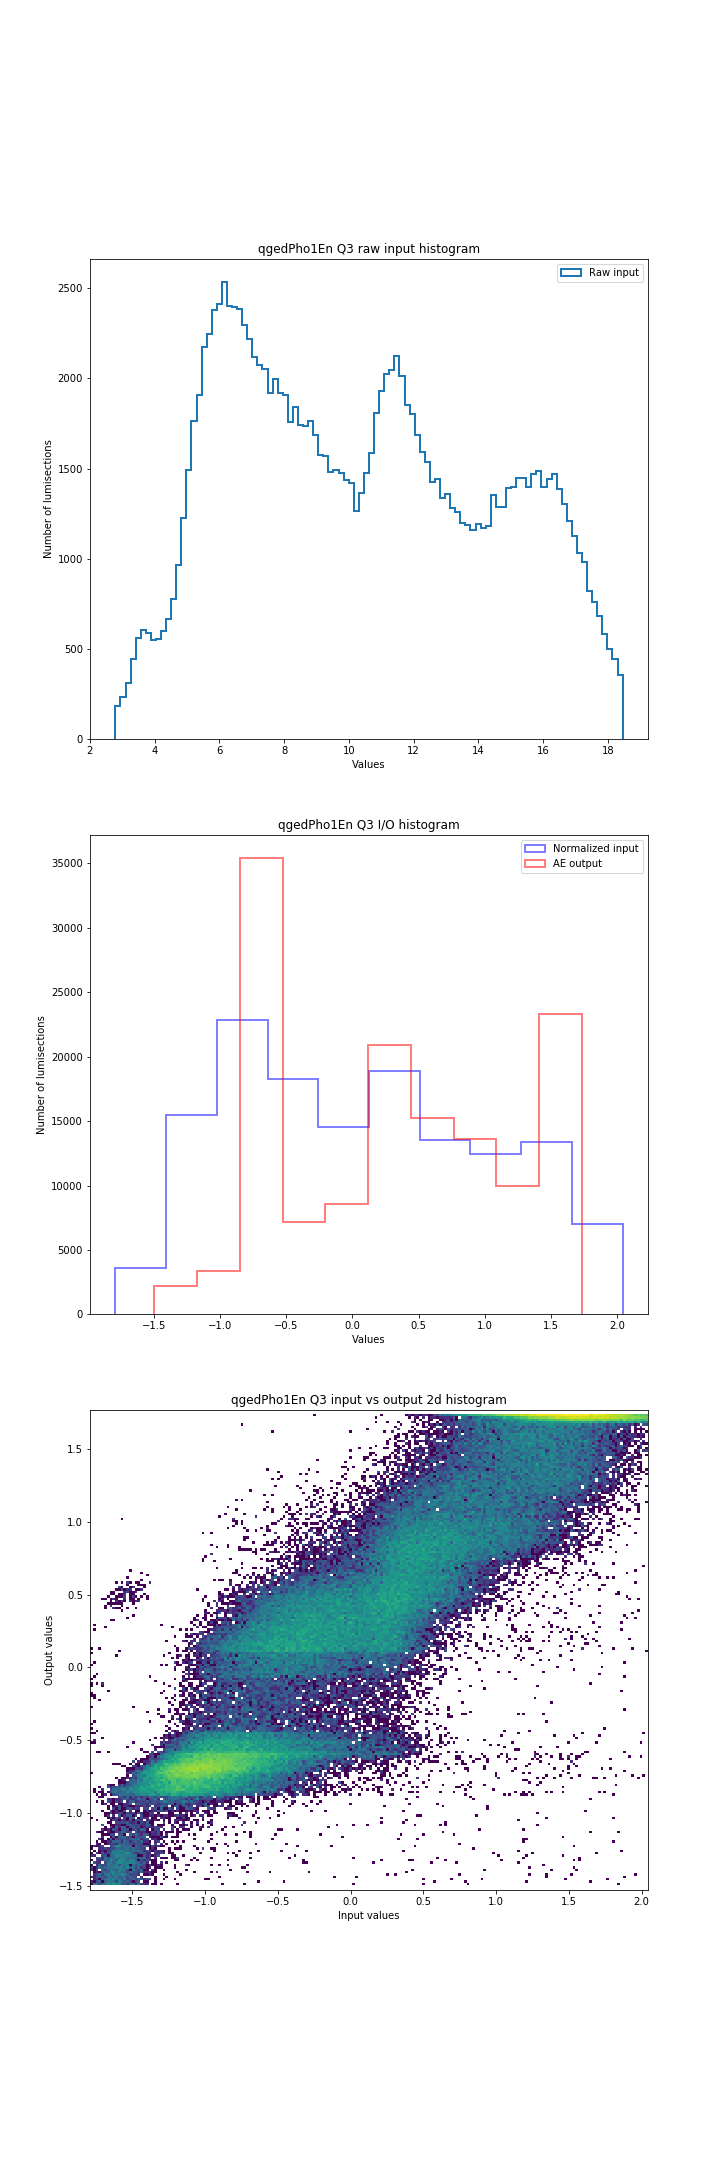 qgedPho1En Q3 raw input histogram
Raw input
2500
2000
1500
1000
500
0
Number of lumisections
2 4 6 8 10 12 14 16 18
Values
qgedPho1En Q3 I/O histogram
Normalized input
AE output
35000
30000
25000
20000
15000
10000
5000
0
Number of lumisections
−1.5 −1.0 −0.5 0.0 0.5 1.0 1.5 2.0
Values
qgedPho1En Q3 input vs output 2d histogram
1.5
1.0
0.5
0.0
−0.5
−1.0
−1.5
Output values
−1.5 −1.0 −0.5 0.0 0.5 1.0 1.5 2.0
Input values